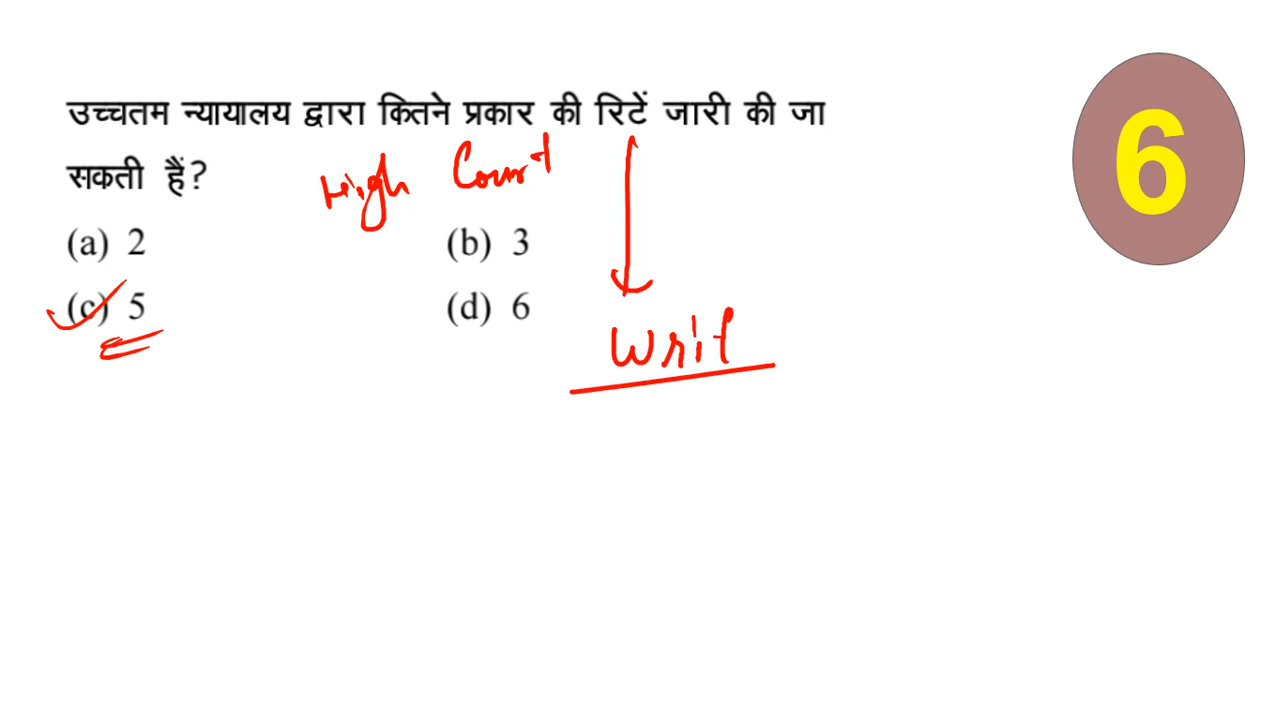 उच्चतम न्यायालय द्वारा कितने प्रकार की रिटें जारी की जा
सकती हैं?
High Court
(a) 2 (b) 3
(c) 5 (d) 6
Writ
6